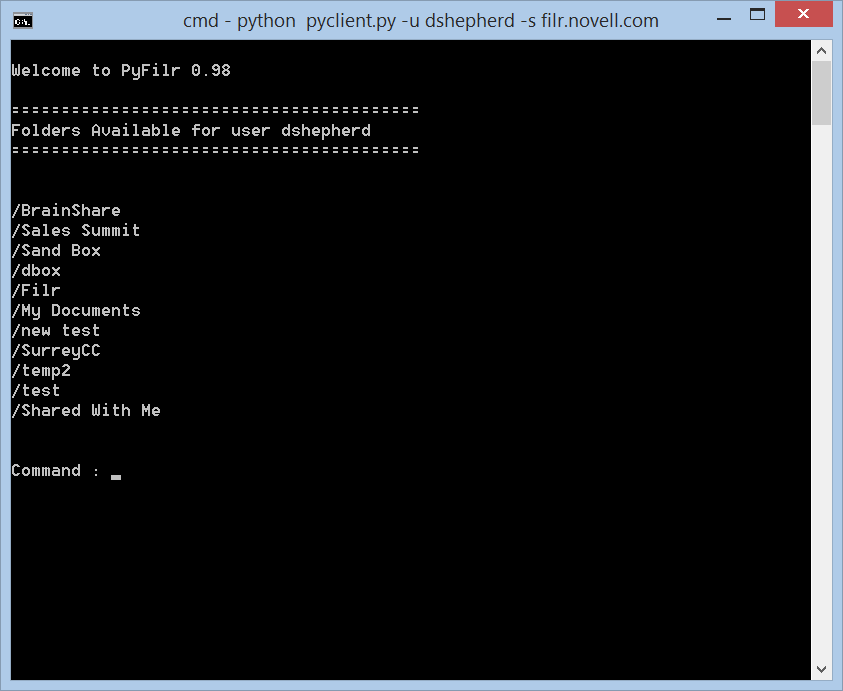 cmd - python  pyclient.py -u dshepherd -s filr.novell.com
Welcome to PyFilr 0.98
=========================================
Folders Available for user dshepherd
=========================================
/BrainShare
/Sales Summit
/Sand Box
/dbox
/Filr
/My Documents
/new test
/SurreyCC
/temp2
/test
/Shared With Me
Command : _